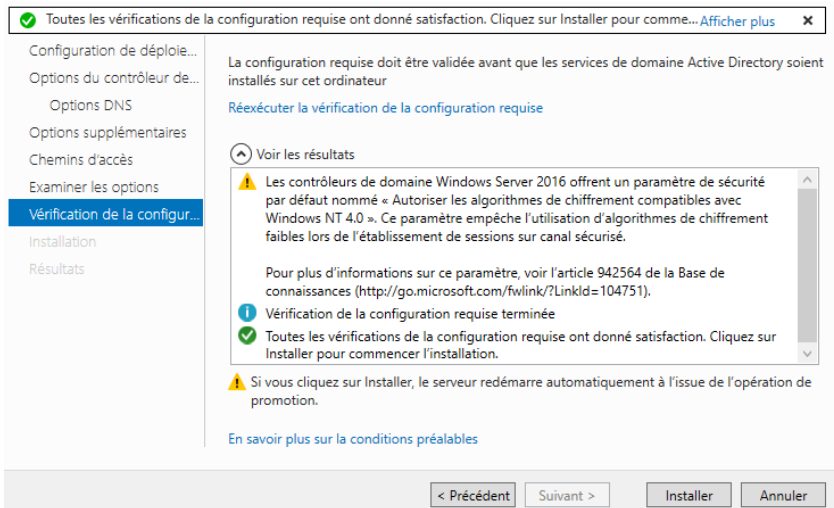 Toutes les vérifications de la configuration requise ont donné satisfaction. Cliquez sur Installer pour comme... Afficher plus
Configuration de déploie...
Options du contrôleur de...
Options DNS
Options supplémentaires
Chemins d'accès
Examiner les options
Vérification de la configur...
Installation
Résultats
La configuration requise doit être validée avant que les services de domaine Active Directory soient
installés sur cet ordinateur
Réexécuter la vérification de la configuration requise
Voir les résultats
Les contrôleurs de domaine Windows Server 2016 offrent un paramètre de sécurité
par défaut nommé « Autoriser les algorithmes de chiffrement compatibles avec
Windows NT 4.0 ». Ce paramètre empêche l'utilisation d'algorithmes de chiffrement
faibles lors de l'établissement de sessions sur canal sécurisé.
Pour plus d'informations sur ce paramètre, voir l'article 942564 de la Base de
connaissances (http://go.microsoft.com/fwlink/?LinkId=104751).
Vérification de la configuration requise terminée
Toutes les vérifications de la configuration requise ont donné satisfaction. Cliquez sur
Installer pour commencer l'installation.
Si vous cliquez sur Installer, le serveur redémarre automatiquement à l'issue de l'opération de
promotion.
En savoir plus sur la conditions préalables
< Précédent Suivant > Installer Annuler